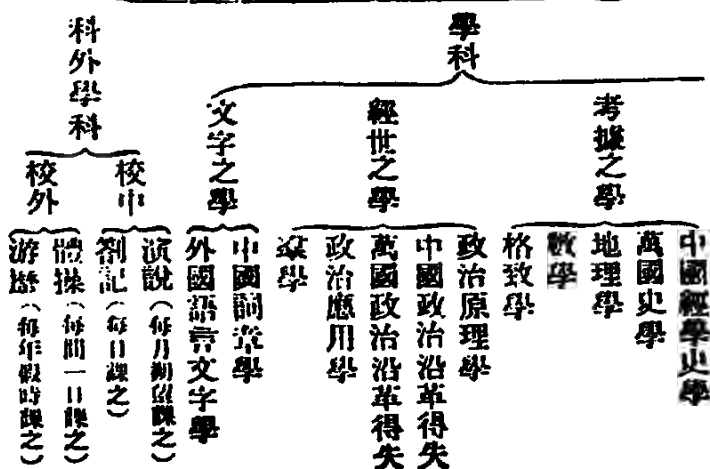 學科
考據之學
中國經學史學
萬國史學
地理學
數學
格致學
經世之學
政治原理學
中國政治沿革得失
萬國政治沿革得失
政治應用學
羣學
文字之學
中國詞章學
外國語言文字學
科外學科
校中
演說(每月朔望課之)
劄記(每日課之)
校外
體操(每間一日課之)
游歷(每年假時課之)